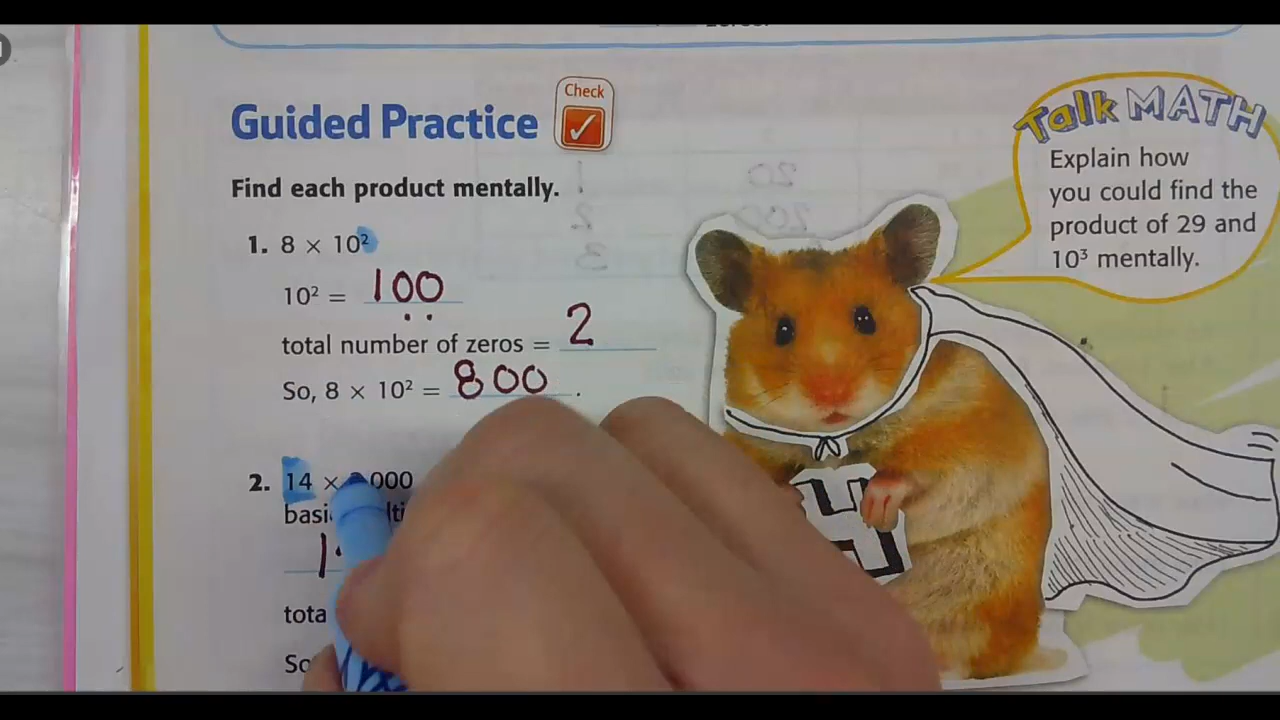 Guided Practice
Check
Find each product mentally.
1. 8 × 10²
10² = 100
total number of zeros = 2
So, 8 × 10² = 800.
2. 14 × 000
14
Talk MATH
Explain how
you could find the
product of 29 and
10³ mentally.
H